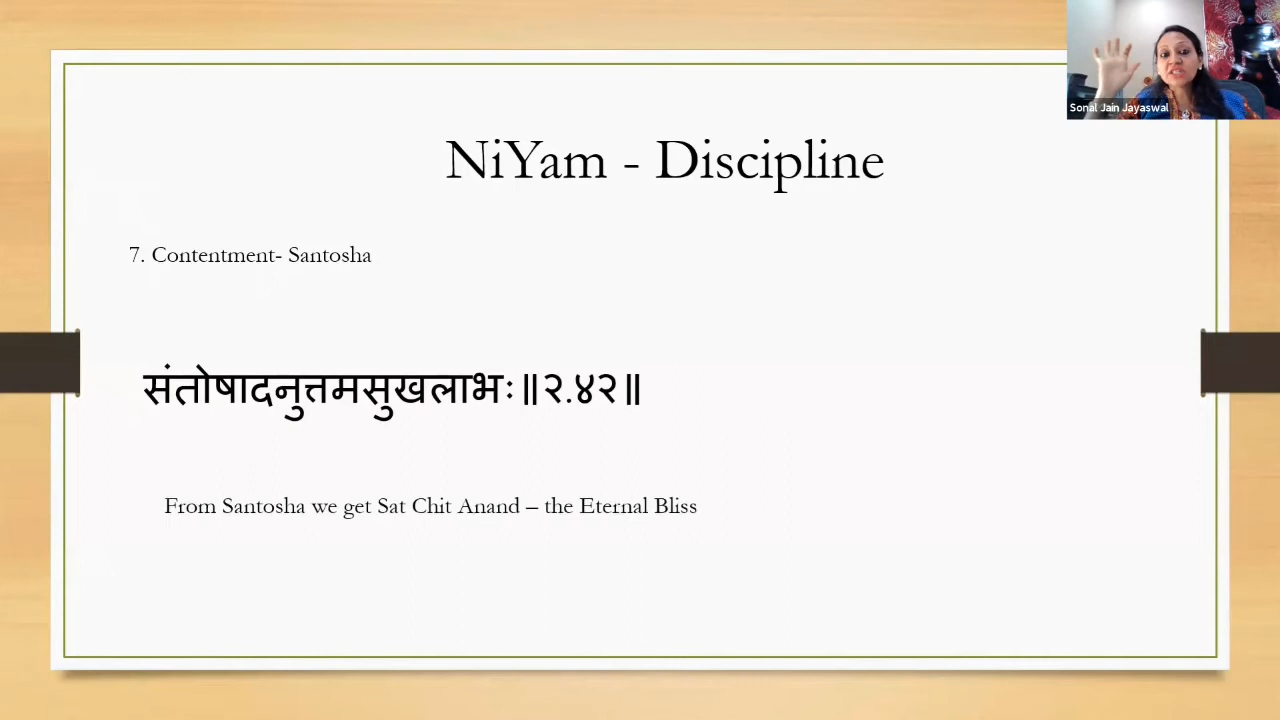 Sonal Jain Jayaswal
NiYam - Discipline
7. Contentment- Santosha
संतोषादनुत्तमसुखलाभः॥२.४२॥
From Santosha we get Sat Chit Anand – the Eternal Bliss